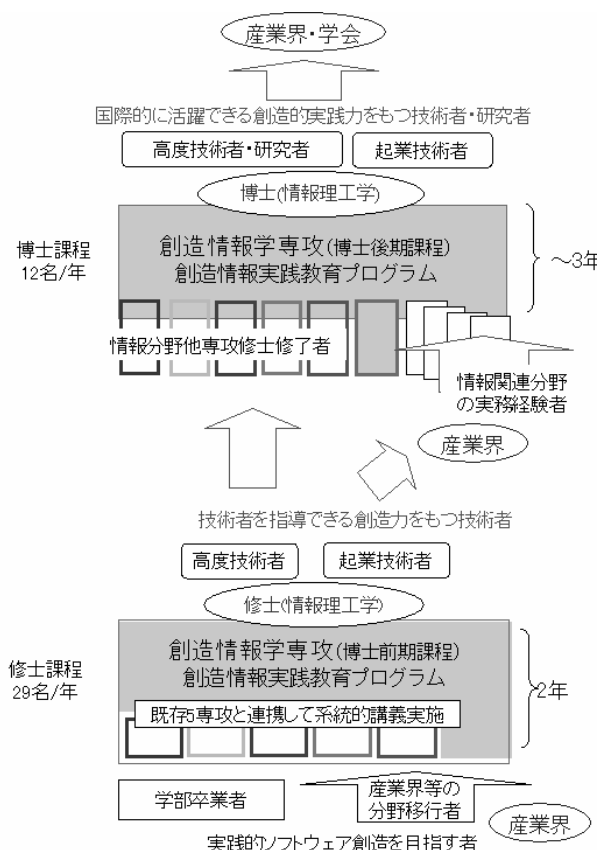 産業界・学会
国際的に活躍できる創造的実践力をもつ技術者・研究者
高度技術者・研究者
起業技術者
博士(情報理工学)
博士課程
12名/年
創造情報学専攻(博士後期課程)
創造情報実践教育プログラム
～3年
情報分野他専攻修士修了者
情報関連分野
の実務経験者
産業界
技術者を指導できる創造力をもつ技術者
高度技術者
起業技術者
修士(情報理工学)
修士課程
29名/年
創造情報学専攻(博士前期課程)
創造情報実践教育プログラム
2年
既存5専攻と連携して系統的講義実施
学部卒業者
産業界等の
分野移行者
産業界
実践的ソフトウェア創造を目指す者